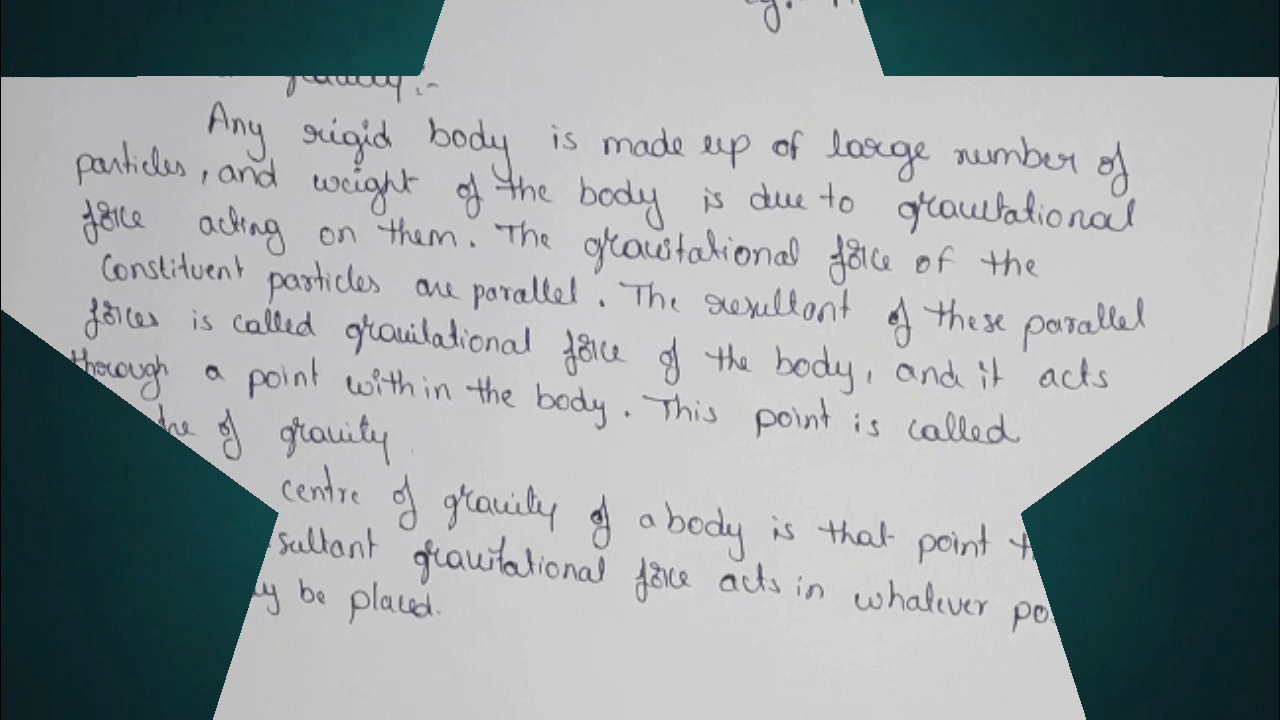 gravity :-
Any rigid body is made up of large number of
particles, and weight of the body is due to gravitational
force acting on them. The gravitational force of the
Constituent particles are parallel. The resultant of these parallel
forces is called gravitational force of the body, and it acts
through a point within the body. This point is called
of gravity.
centre of gravity of a body is that point
gravitational force acts in whatever
be placed.